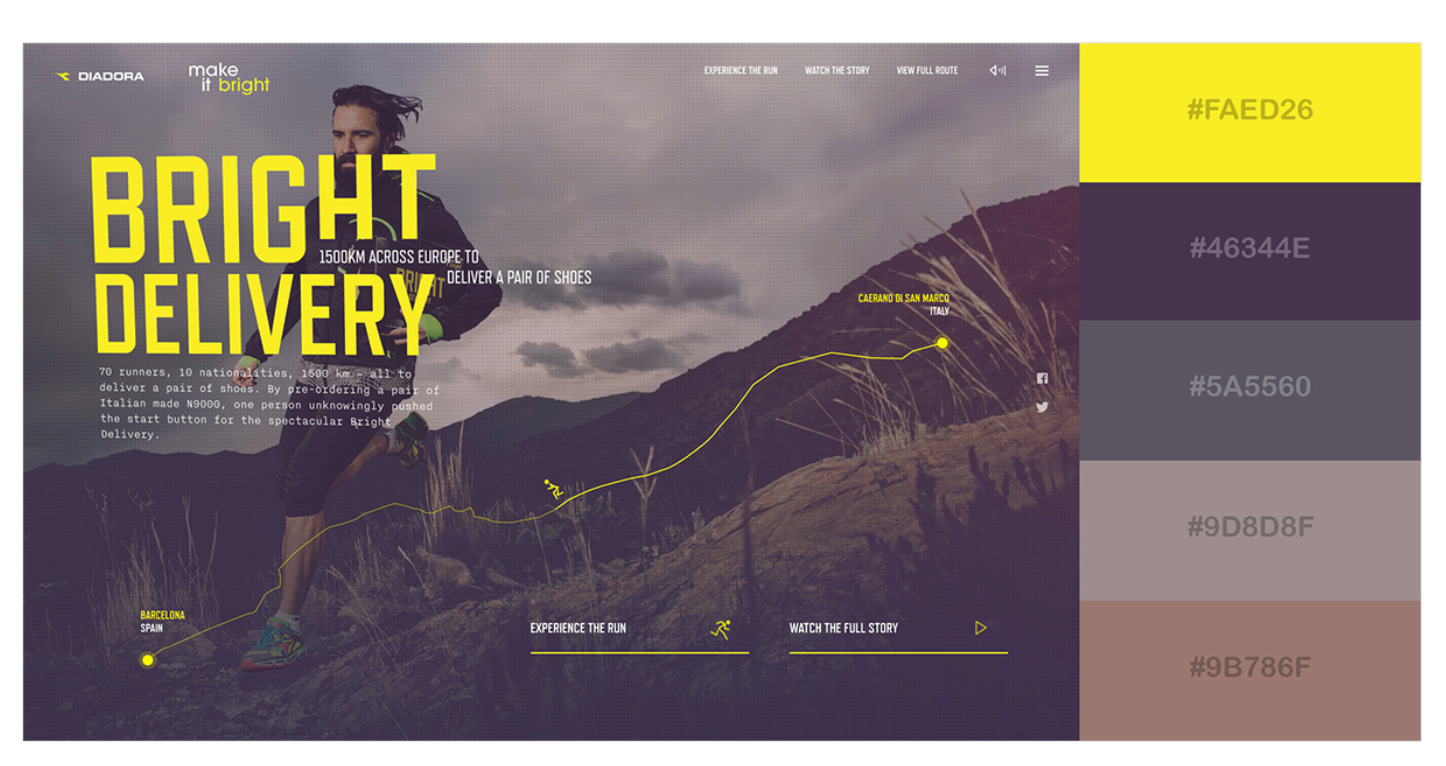 DIADORA
make
it bright
EXPERIENCE THE RUN
WATCH THE STORY
VIEW FULL ROUTE
BRIGHT
1500KM ACROSS EUROPE TO
DELIVER A PAIR OF SHOES
DELIVERY
70 runners, 10 nationalities, 1500 km – all to
deliver a pair of shoes. By pre-ordering a pair of
Italian made N9000, one person unknowingly pushed
the start button for the spectacular Bright
Delivery.
CAERANO DI SAN MARCO
ITALY
BARCELONA
SPAIN
EXPERIENCE THE RUN
WATCH THE FULL STORY
#FAED26
#46344E
#5A5560
#9D8D8F
#9B786F